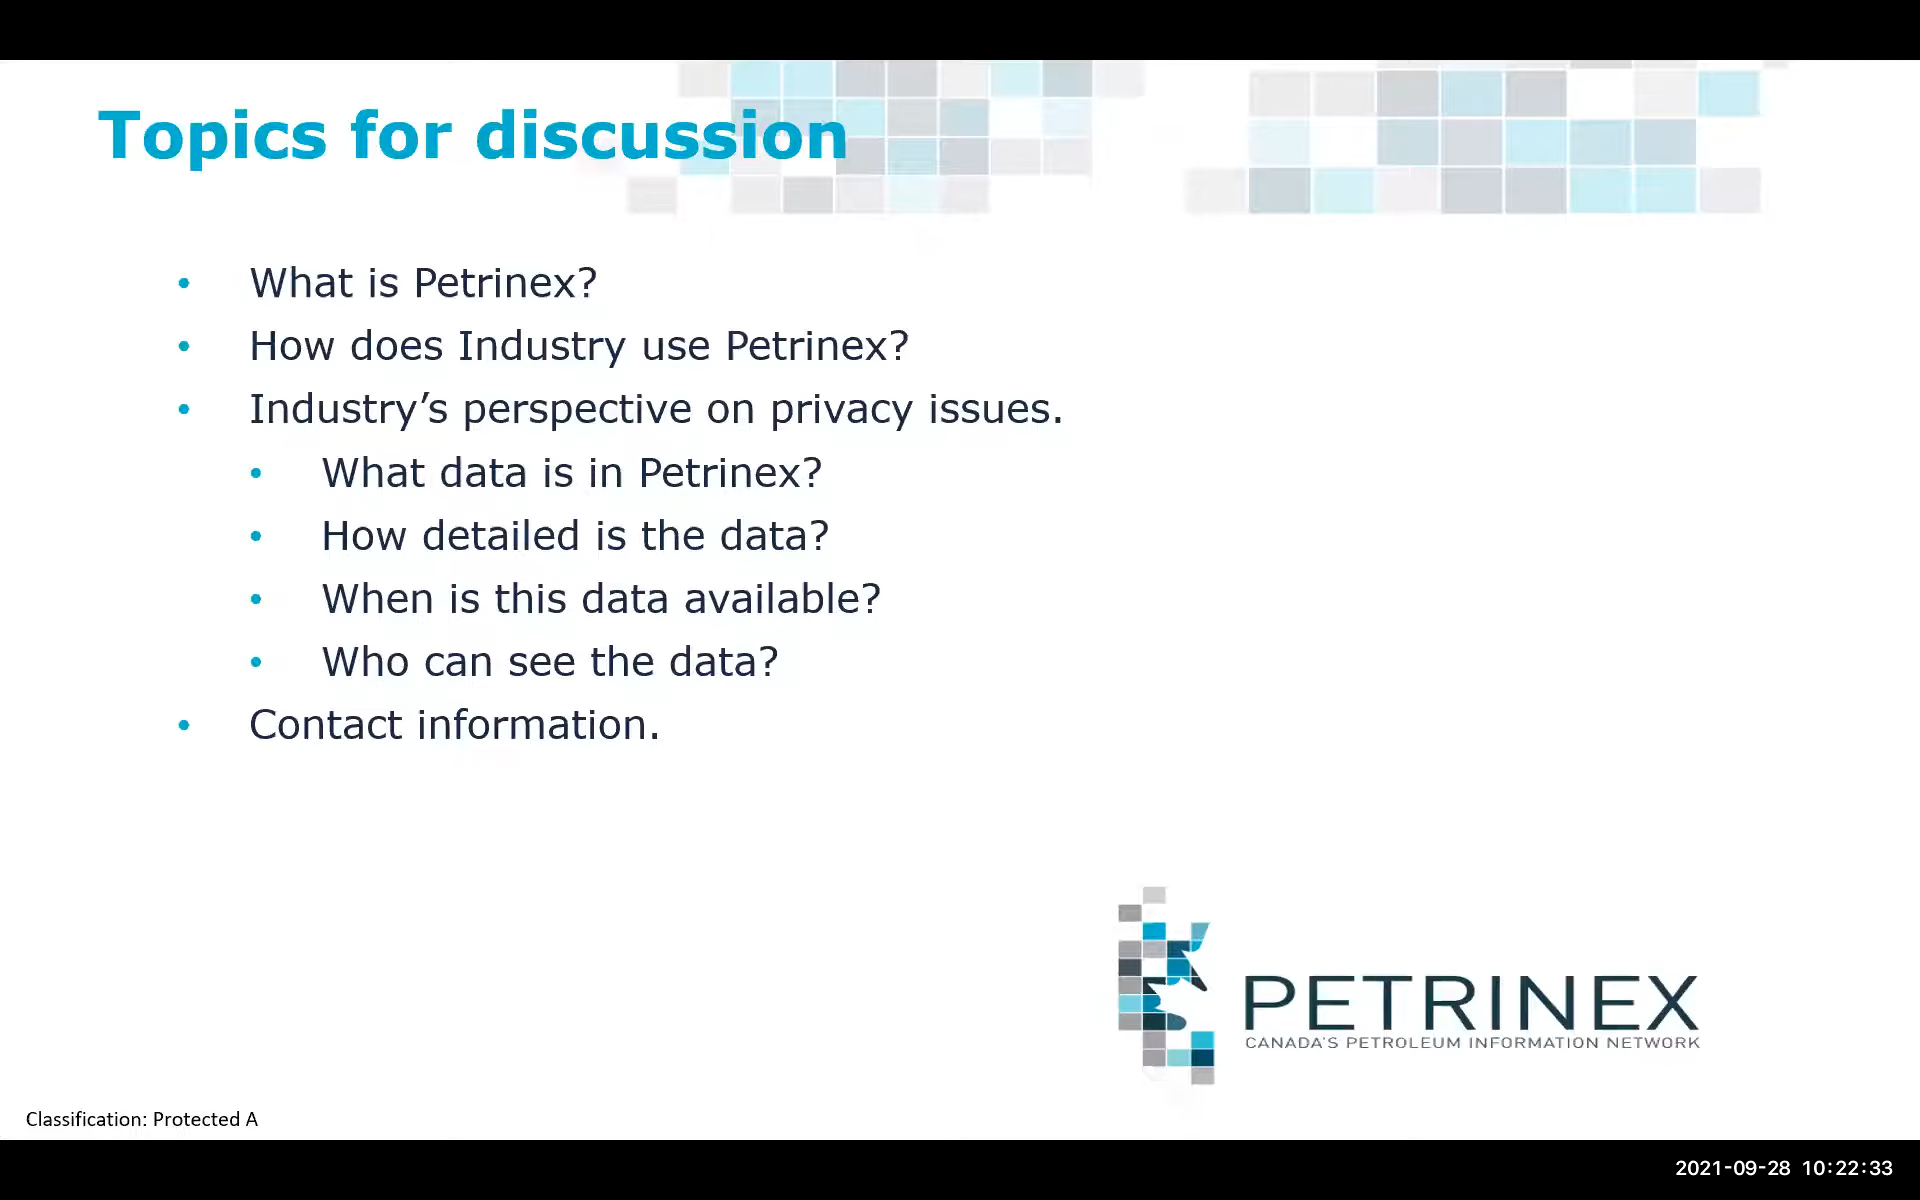 Topics for discussion
• What is Petrinex?
• How does Industry use Petrinex?
• Industry’s perspective on privacy issues.
• What data is in Petrinex?
• How detailed is the data?
• When is this data available?
• Who can see the data?
• Contact information.
PETRINEX
CANADA'S PETROLEUM INFORMATION NETWORK
Classification: Protected A
2021-09-28 10:22:33